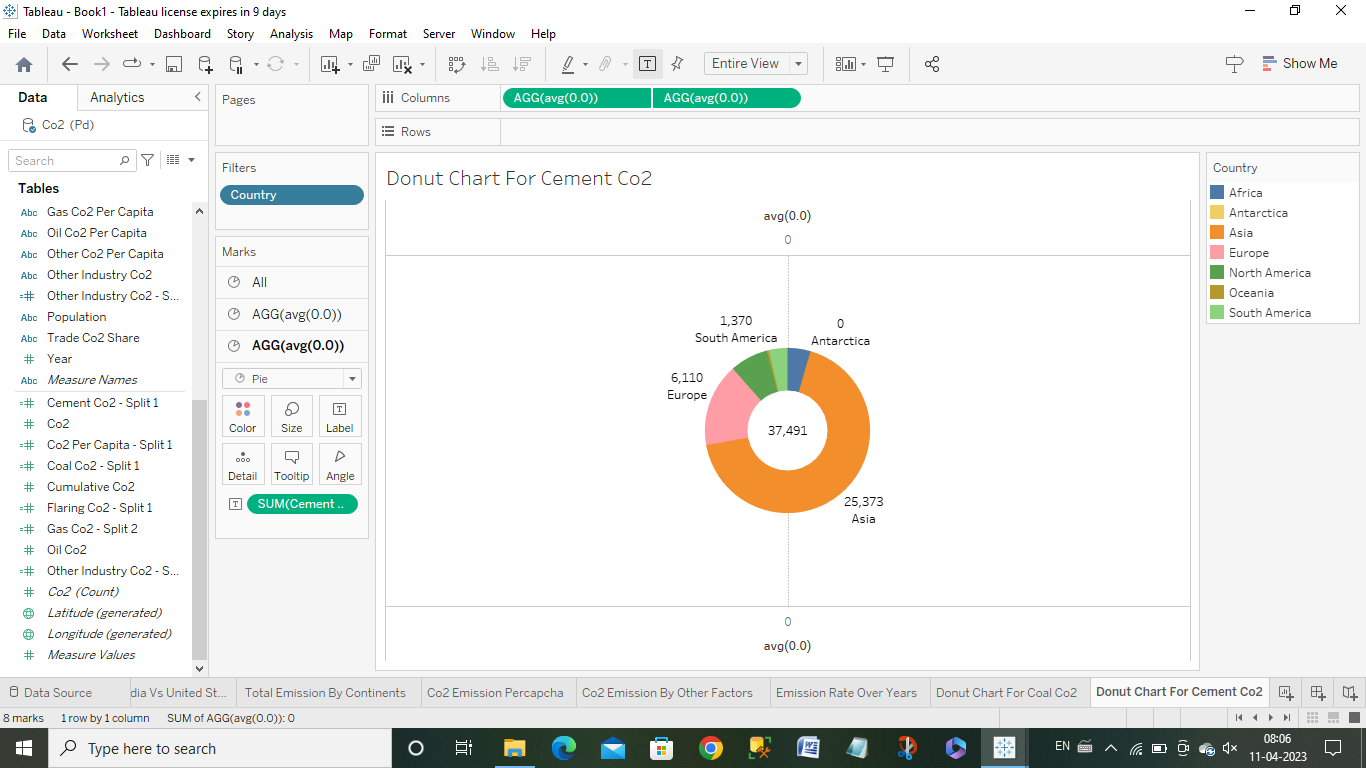 Tableau - Book1 - Tableau license expires in 9 days
File Data Worksheet Dashboard Story Analysis Map Format Server Window Help
Entire View
Show Me
Data Analytics
Co2 (Pd)
Search
Tables
Abc Gas Co2 Per Capita
Abc Oil Co2 Per Capita
Abc Other Co2 Per Capita
Abc Other Industry Co2
=# Other Industry Co2 - S...
Abc Population
Abc Trade Co2 Share
# Year
Abc Measure Names
=# Cement Co2 - Split 1
# Co2
=# Co2 Per Capita - Split 1
=# Coal Co2 - Split 1
# Cumulative Co2
=# Flaring Co2 - Split 1
=# Gas Co2 - Split 2
# Oil Co2
=# Other Industry Co2 - S...
# Co2 (Count)
Latitude (generated)
Longitude (generated)
# Measure Values
Pages
Filters
Country
Marks
All
AGG(avg(0.0))
AGG(avg(0.0))
Pie
Color Size Label
Detail Tooltip Angle
SUM(Cement ..
Columns AGG(avg(0.0)) AGG(avg(0.0))
Rows
Donut Chart For Cement Co2
avg(0.0)
0
1,370
South America
0
Antarctica
6,110
Europe
37,491
25,373
Asia
0
avg(0.0)
Country
Africa
Antarctica
Asia
Europe
North America
Oceania
South America
Data Source dia Vs United St... Total Emission By Continents Co2 Emission Percapcha Co2 Emission By Other Factors Emission Rate Over Years Donut Chart For Coal Co2 Donut Chart For Cement Co2
8 marks 1 row by 1 column SUM of AGG(avg(0.0)): 0
Type here to search
EN
08:06
11-04-2023